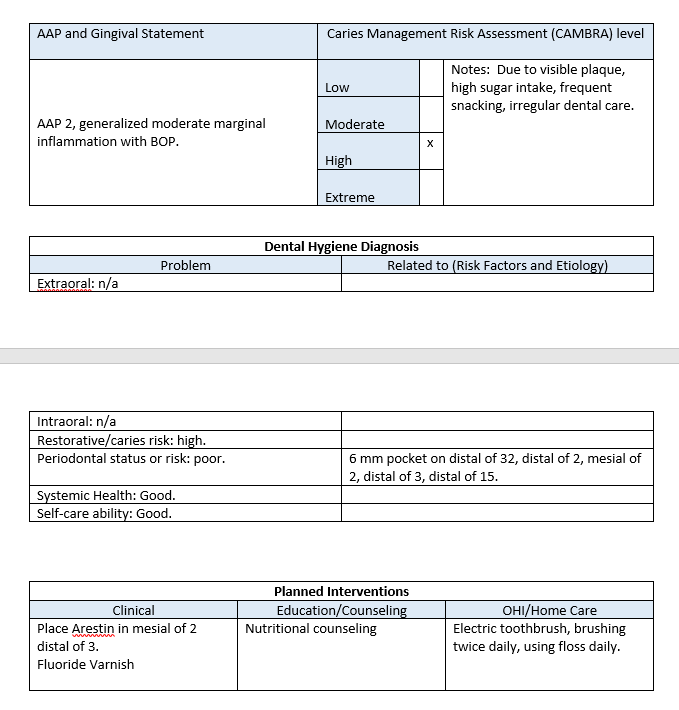 AAP and Gingival Statement
Caries Management Risk Assessment (CAMBRA) level
AAP 2, generalized moderate marginal
inflammation with BOP.
Low
Moderate
x
High
Extreme
Notes:  Due to visible plaque,
high sugar intake, frequent
snacking, irregular dental care.
Dental Hygiene Diagnosis
Problem
Related to (Risk Factors and Etiology)
Extraoral: n/a
Intraoral: n/a
Restorative/caries risk: high.
Periodontal status or risk: poor.
6 mm pocket on distal of 32, distal of 2, mesial of
2, distal of 3, distal of 15.
Systemic Health: Good.
Self-care ability: Good.
Planned Interventions
Clinical
Education/Counseling
OHI/Home Care
Place Arestin in mesial of 2
distal of 3.
Fluoride Varnish
Nutritional counseling
Electric toothbrush, brushing
twice daily, using floss daily.